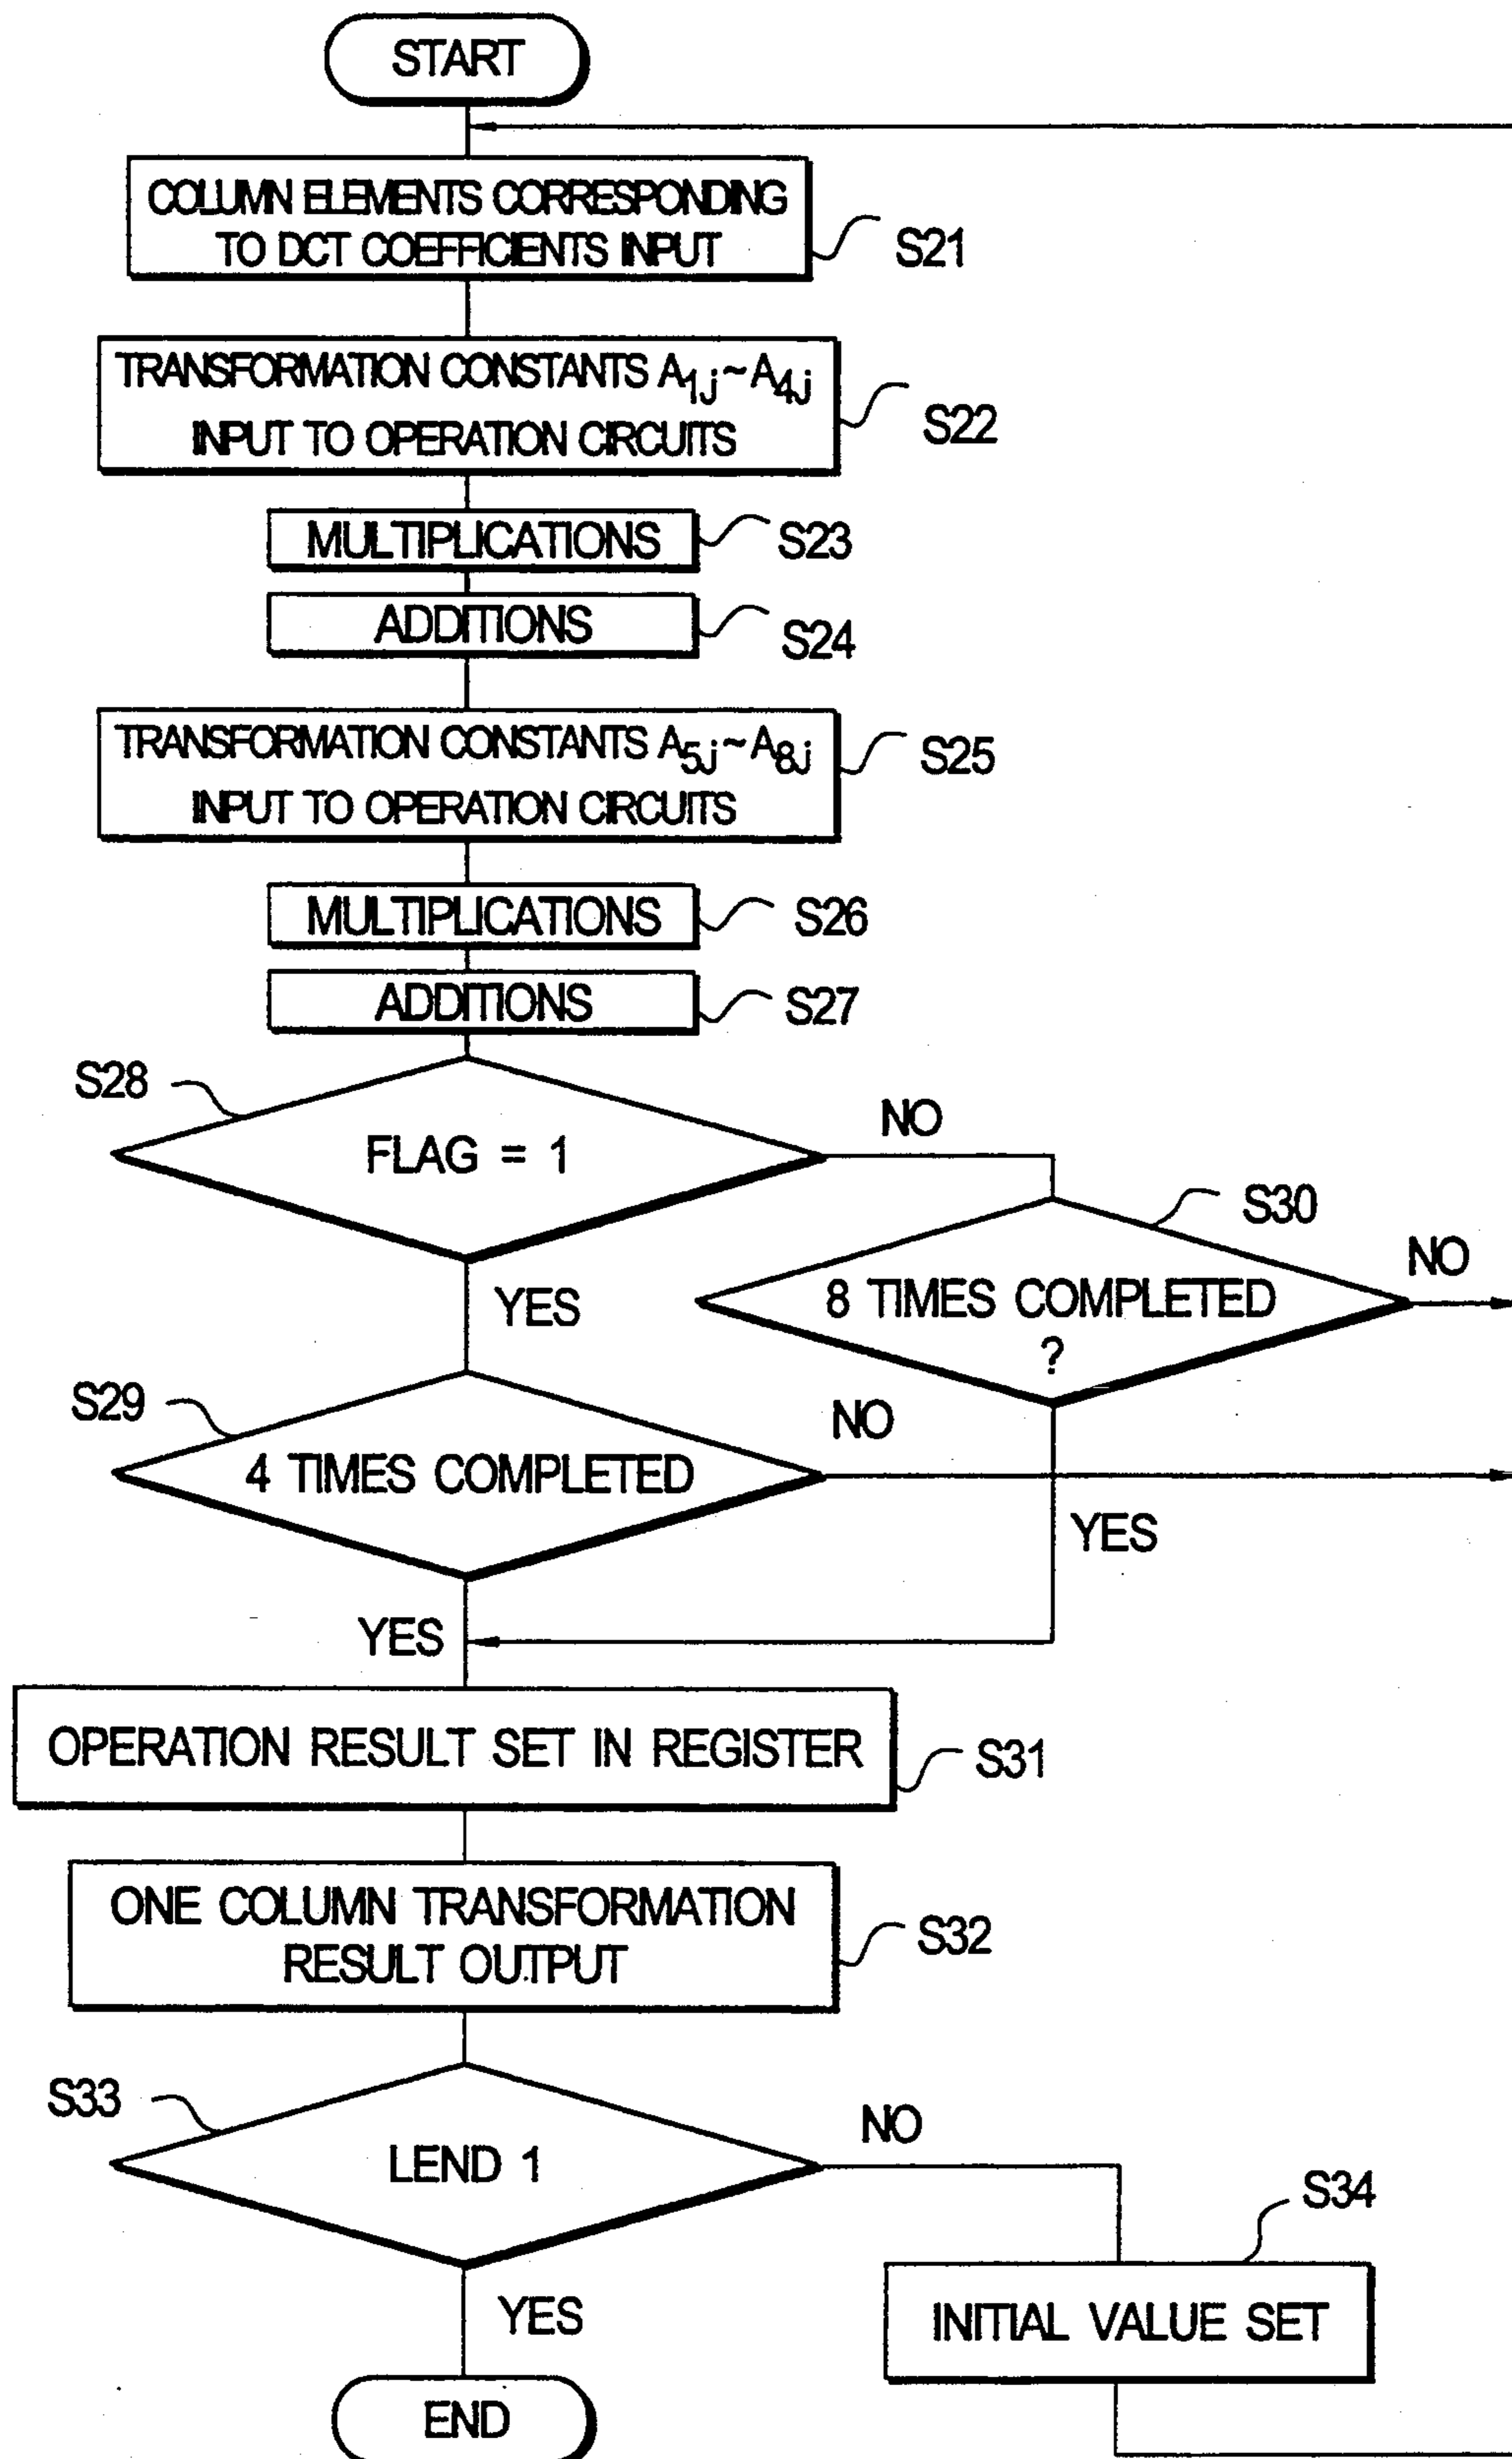 START
COLUMN ELEMENTS CORRESPONDING
TO DCT COEFFICIENTS INPUT
S21
TRANSFORMATION CONSTANTS A1j~A4j
INPUT TO OPERATION CIRCUITS
S22
MULTIPLICATIONS
S23
ADDITIONS
S24
TRANSFORMATION CONSTANTS A5j~A8j
INPUT TO OPERATION CIRCUITS
S25
MULTIPLICATIONS
S26
ADDITIONS
S27
S28
FLAG = 1
NO
YES
S30
8 TIMES COMPLETED
?
NO
YES
S29
4 TIMES COMPLETED
NO
YES
OPERATION RESULT SET IN REGISTER
S31
ONE COLUMN TRANSFORMATION
RESULT OUTPUT
S32
S33
LEND 1
NO
YES
S34
INITIAL VALUE SET
END